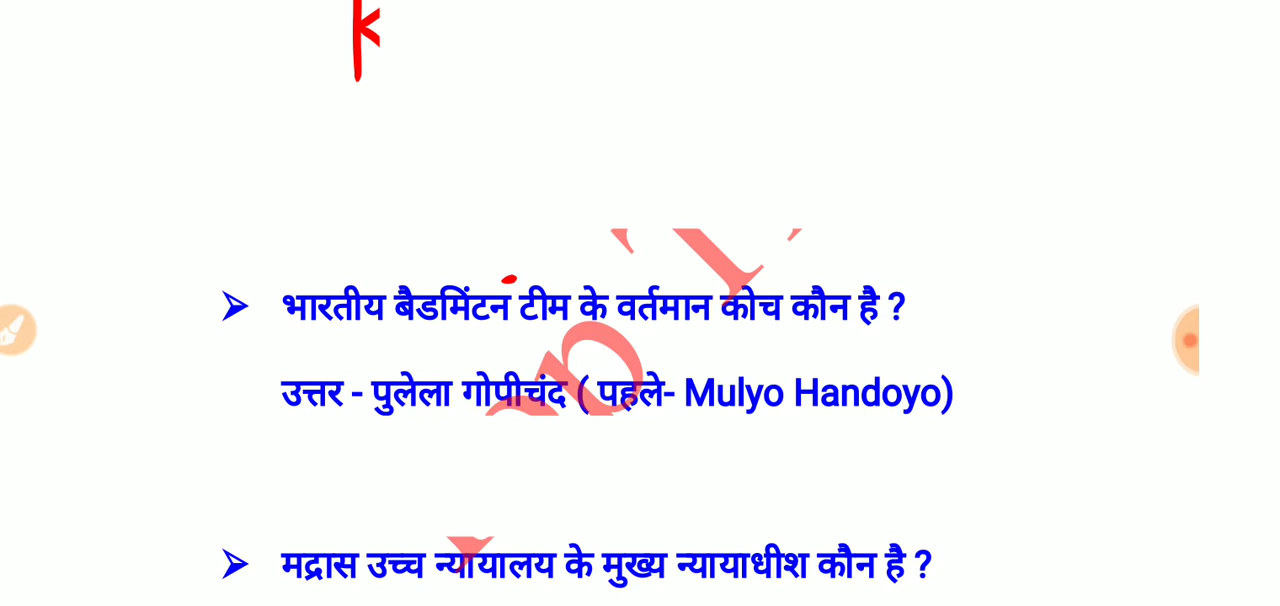 ➢ भारतीय बैडमिंटन टीम के वर्तमान कोच कौन है ?
उत्तर - पुलेला गोपीचंद ( पहले- Mulyo Handoyo)
➢ मद्रास उच्च न्यायालय के मुख्य न्यायाधीश कौन है ?